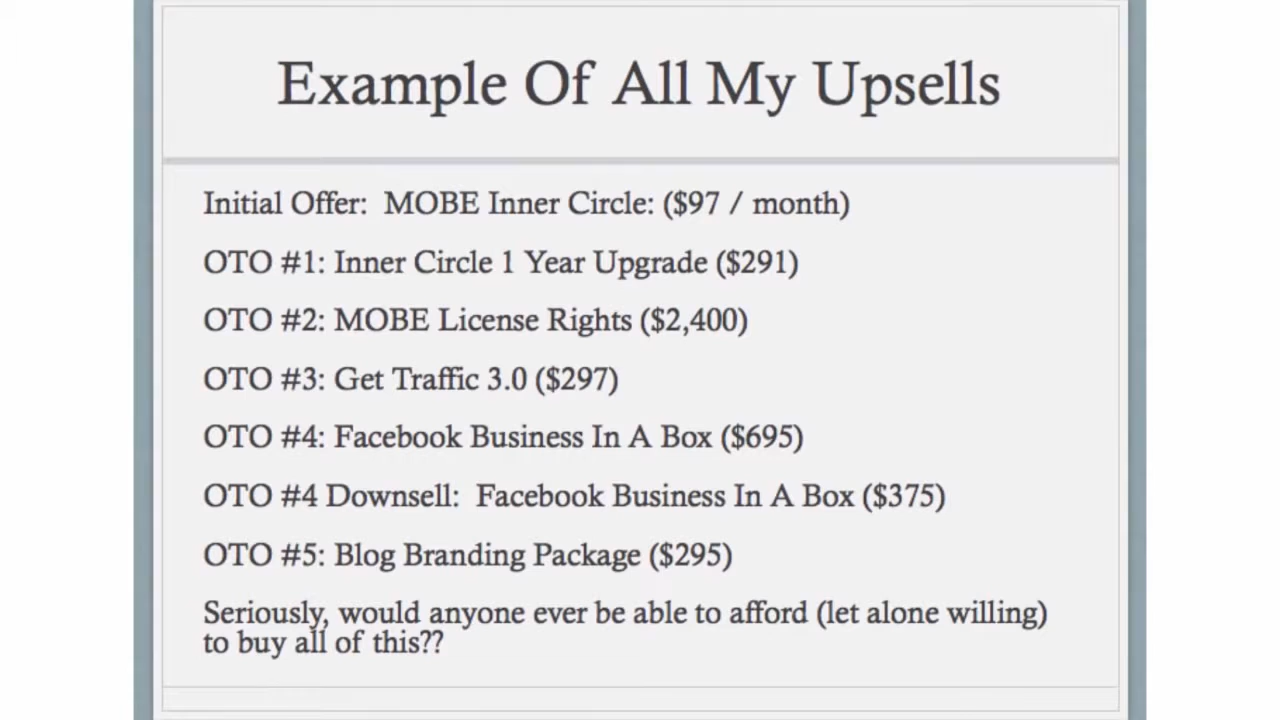 Example Of All My Upsells
Initial Offer:  MOBE Inner Circle: ($97 / month)
OTO #1: Inner Circle 1 Year Upgrade ($291)
OTO #2: MOBE License Rights ($2,400)
OTO #3: Get Traffic 3.0 ($297)
OTO #4: Facebook Business In A Box ($695)
OTO #4 Downsell:  Facebook Business In A Box ($375)
OTO #5: Blog Branding Package ($295)
Seriously, would anyone ever be able to afford (let alone willing)
to buy all of this??